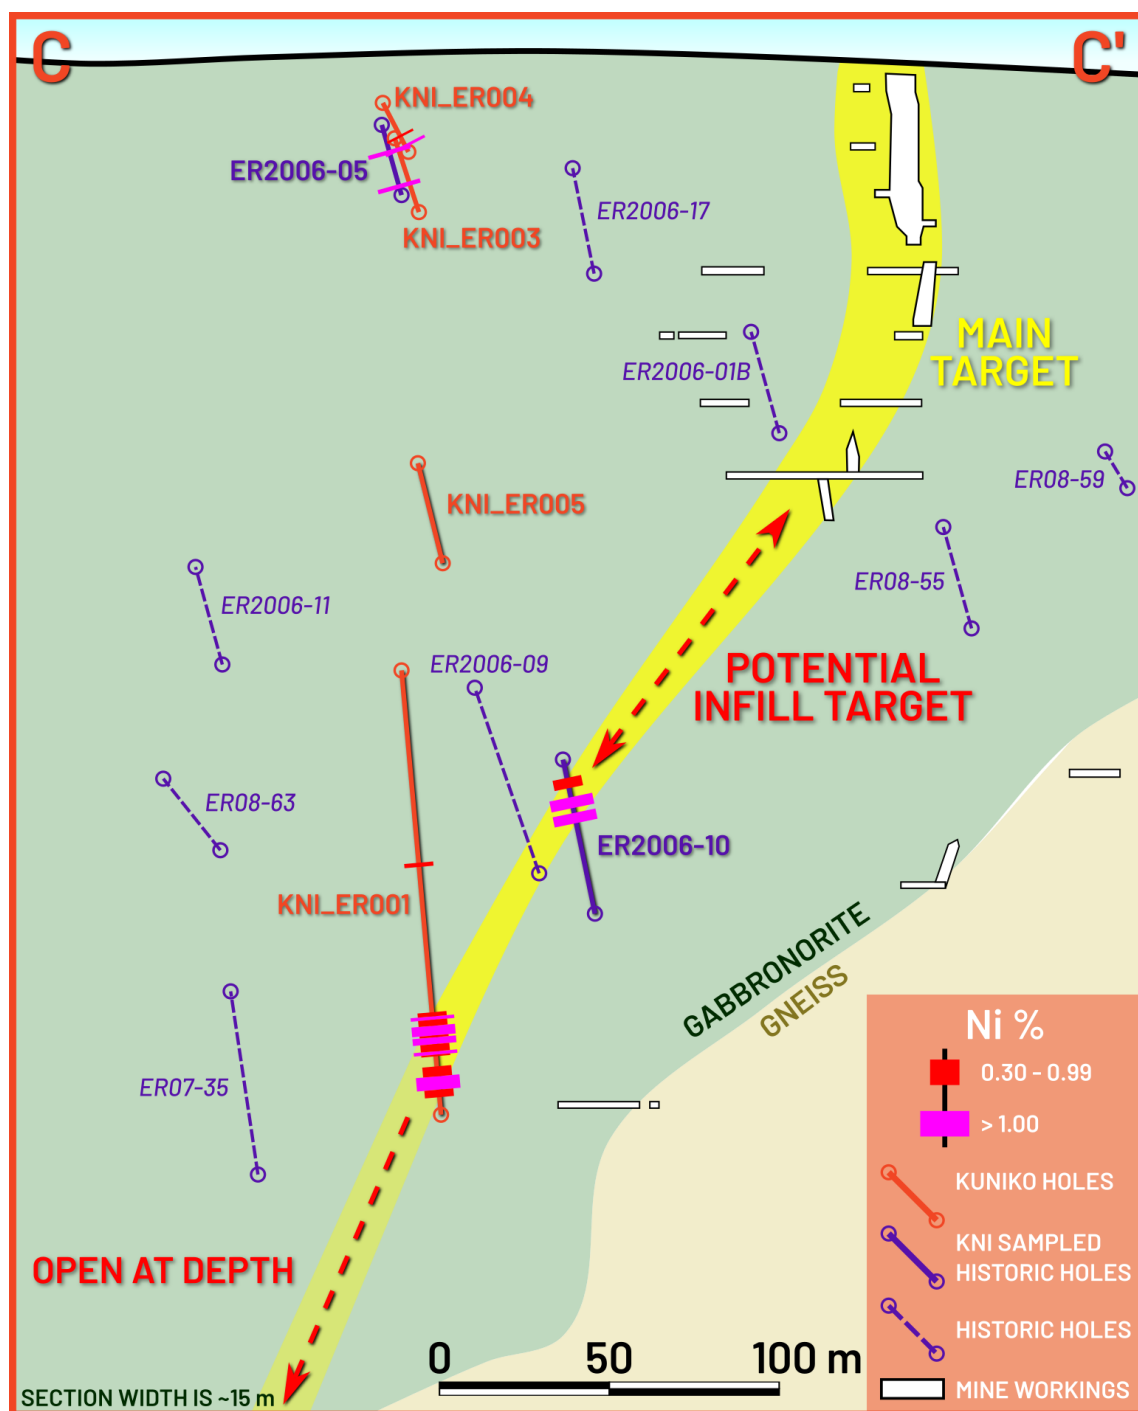 C
C'
KNI_ER004
ER2006-05
KNI_ER003
ER2006-17
MAIN
TARGET
ER2006-01B
ER08-59
KNI_ER005
ER08-55
ER2006-11
ER2006-09
POTENTIAL
INFILL TARGET
ER08-63
ER2006-10
KNI_ER001
GABBRONORITE
GNEISS
ER07-35
OPEN AT DEPTH
SECTION WIDTH IS ~15 m
0 50 100 m
Ni %
0.30 - 0.99
> 1.00
KUNIKO HOLES
KNI SAMPLED
HISTORIC HOLES
HISTORIC HOLES
MINE WORKINGS